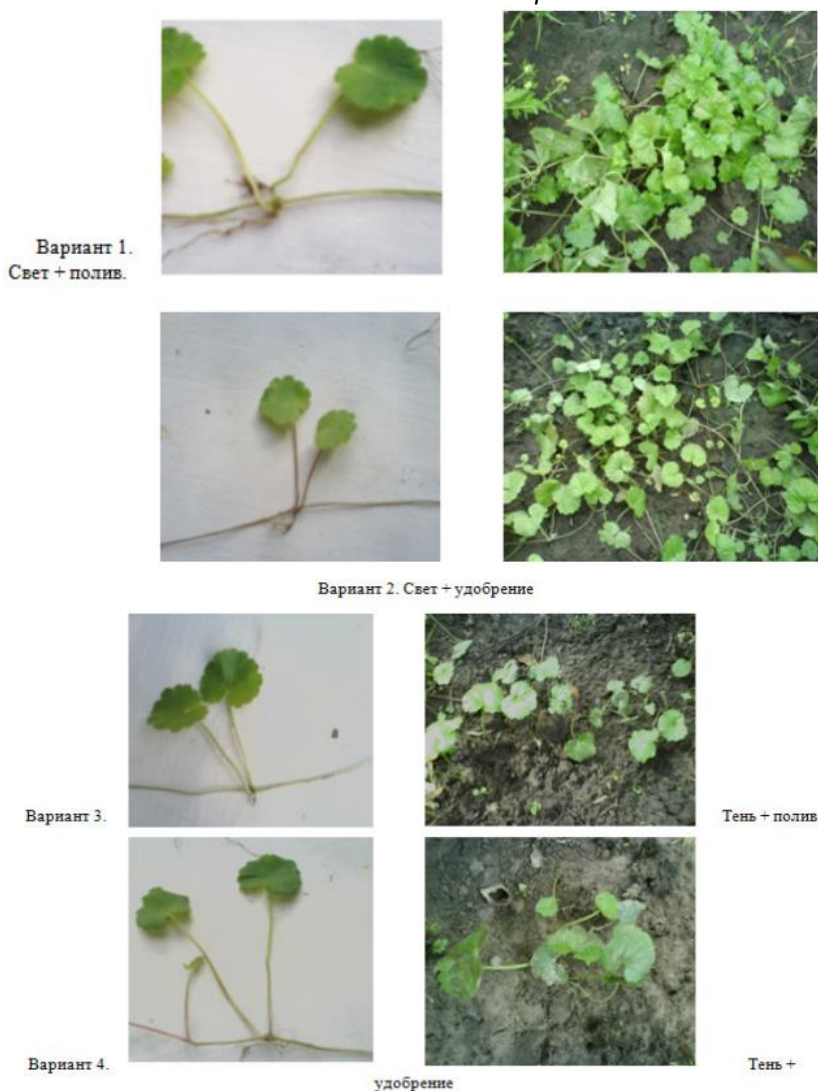 Вариант 1.
Свет + полив.
Вариант 2. Свет + удобрение
Вариант 3.
Тень + полив
Вариант 4.
Тень +
удобрение